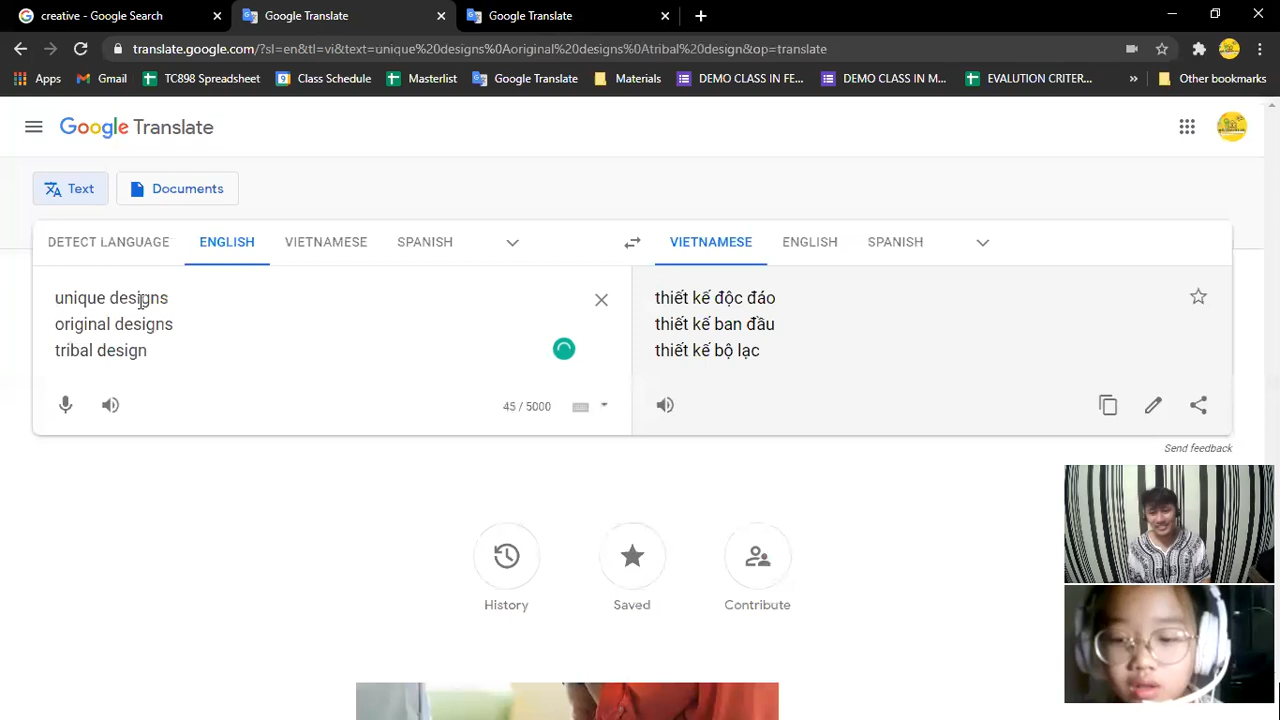 creative - Google Search
Google Translate
Google Translate
translate.google.com/?sl=en&tl=vi&text=unique%20designs%0Aoriginal%20designs%0Atribal%20design&op=translate
Apps
Gmail
TC898 Spreadsheet
Class Schedule
Masterlist
Google Translate
Materials
DEMO CLASS IN FE...
DEMO CLASS IN M...
EVALUTION CRITER...
»
Other bookmarks
Google Translate
Text
Documents
DETECT LANGUAGE
ENGLISH
VIETNAMESE
SPANISH
VIETNAMESE
ENGLISH
SPANISH
unique designs
original designs
tribal design
thiết kế độc đáo
thiết kế ban đầu
thiết kế bộ lạc
45 / 5000
Send feedback
History
Saved
Contribute